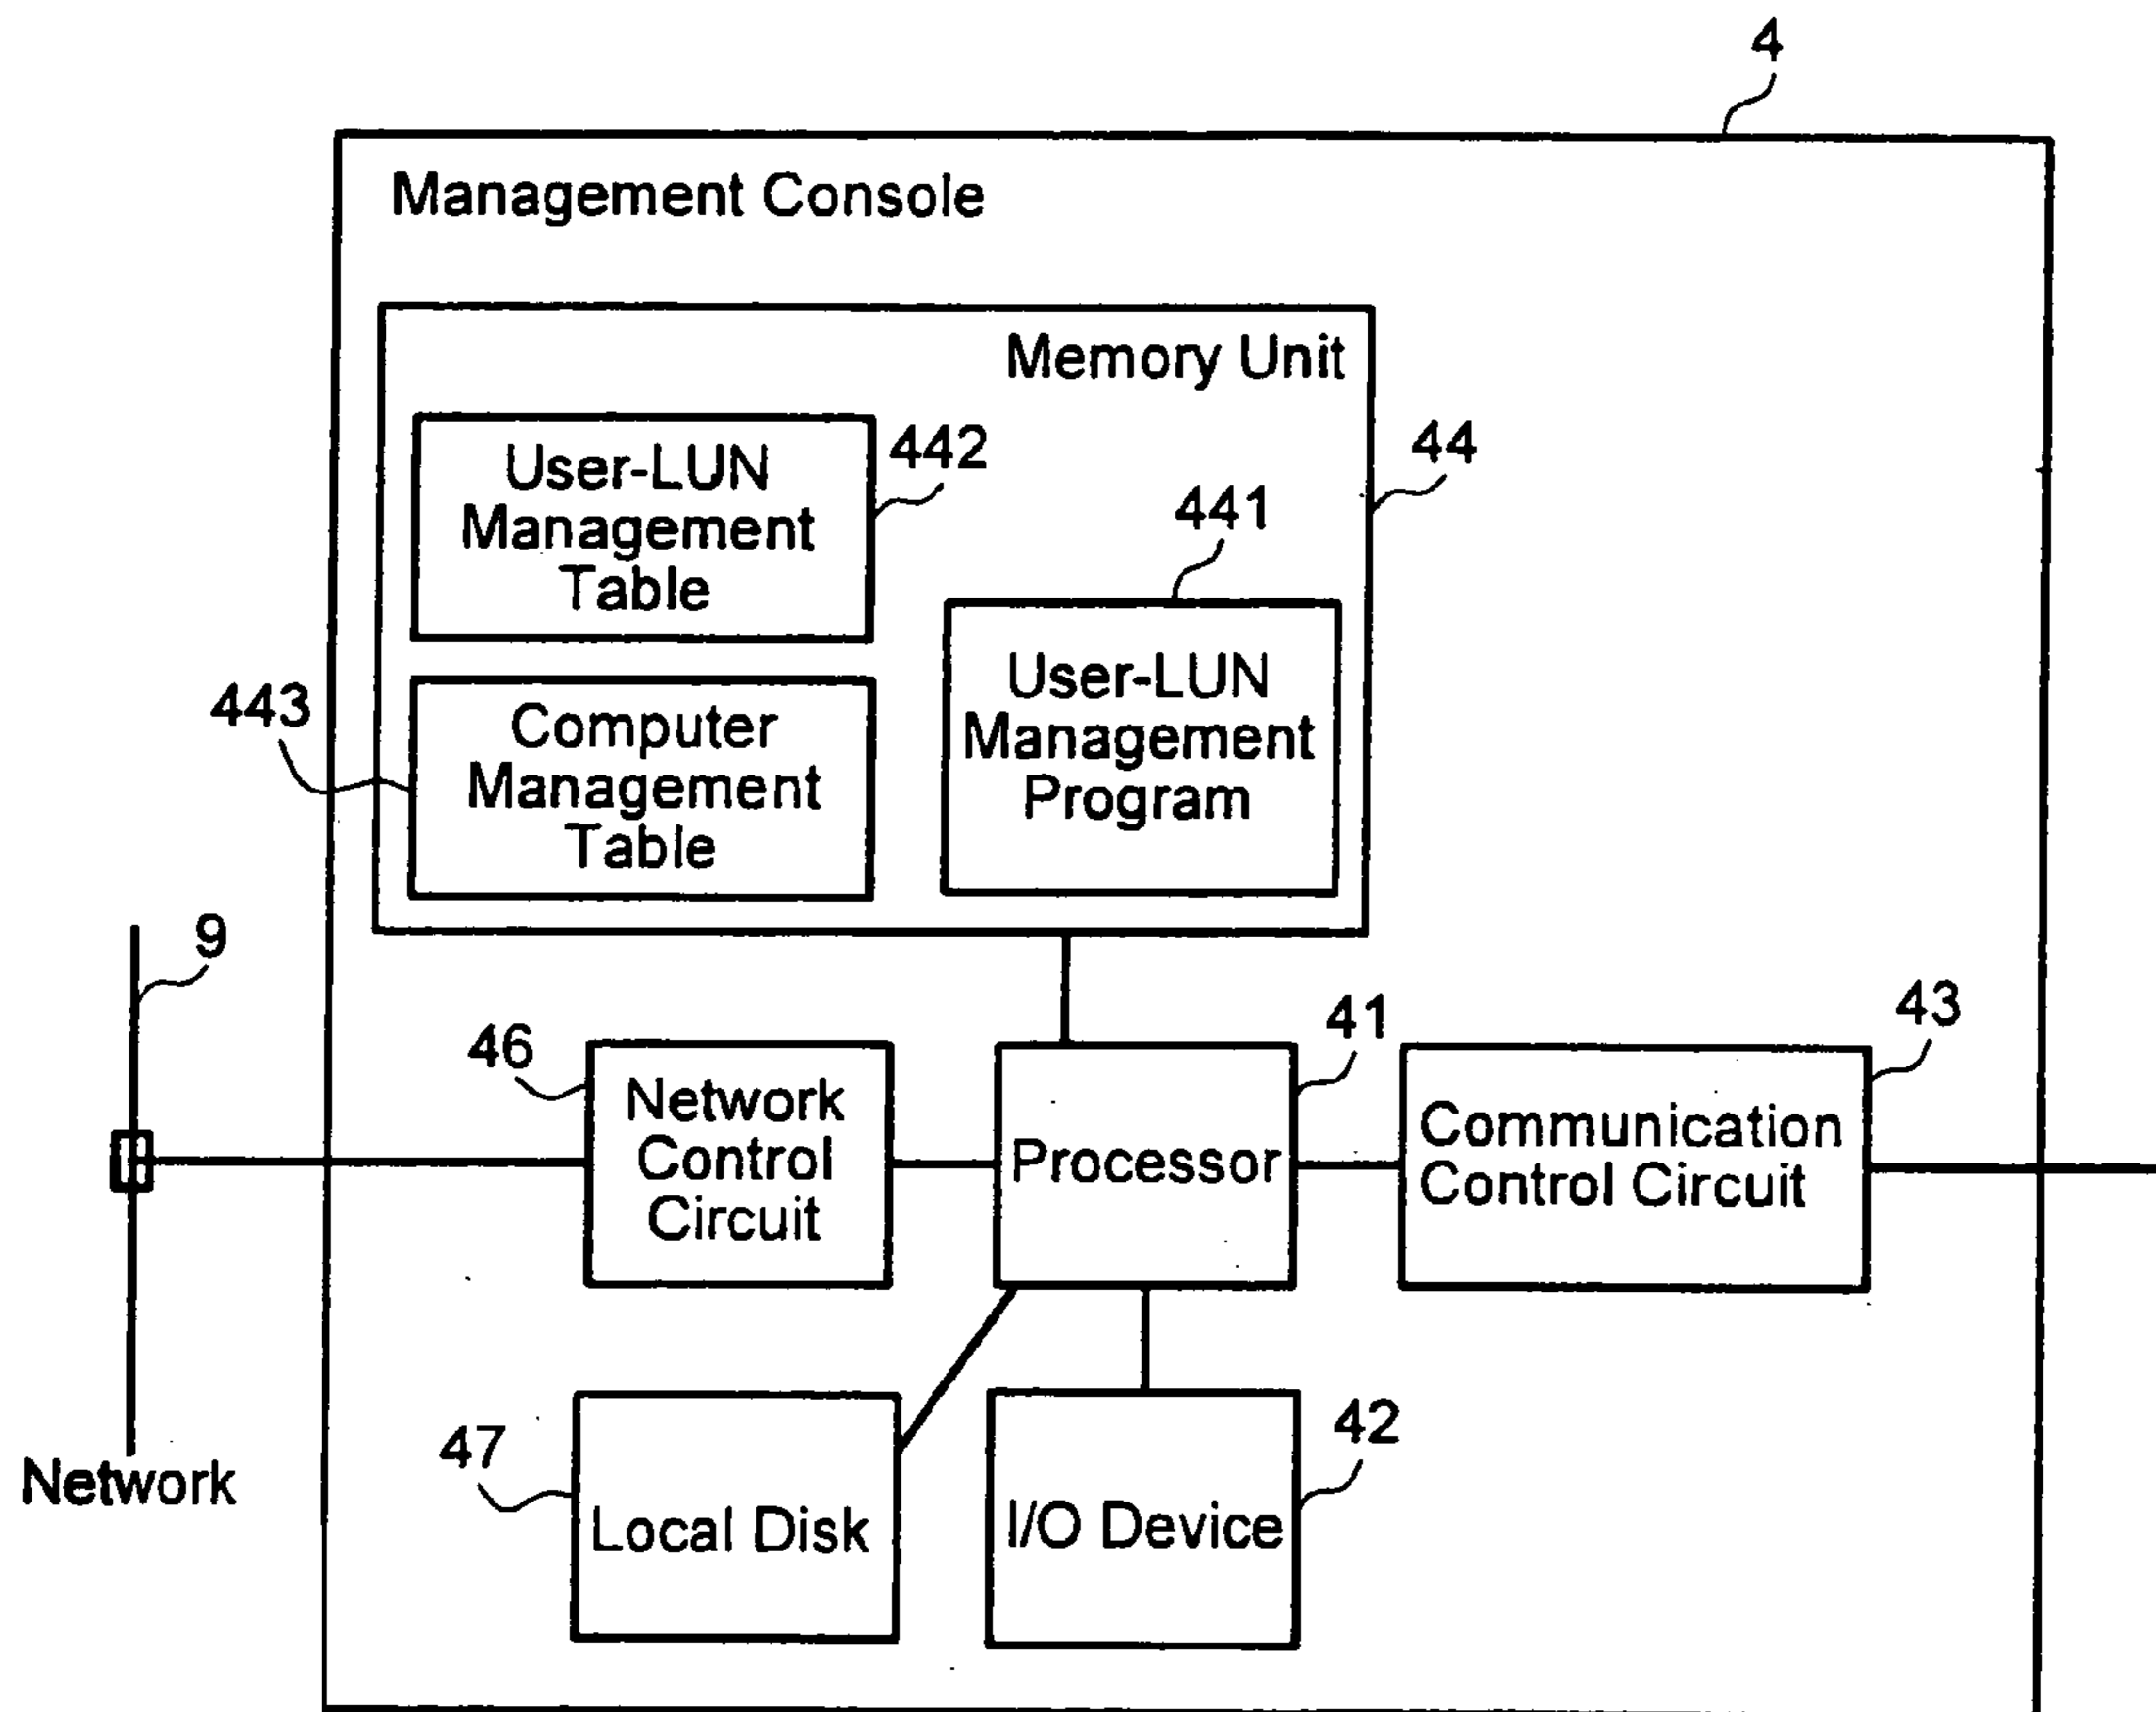 4
Management Console
Memory Unit
User-LUN
Management
Table
442
44
441
User-LUN
Management
Program
443
Computer
Management
Table
9
46
Network
Control
Circuit
41
Processor
43
Communication
Control Circuit
Network
47
Local Disk
42
I/O Device